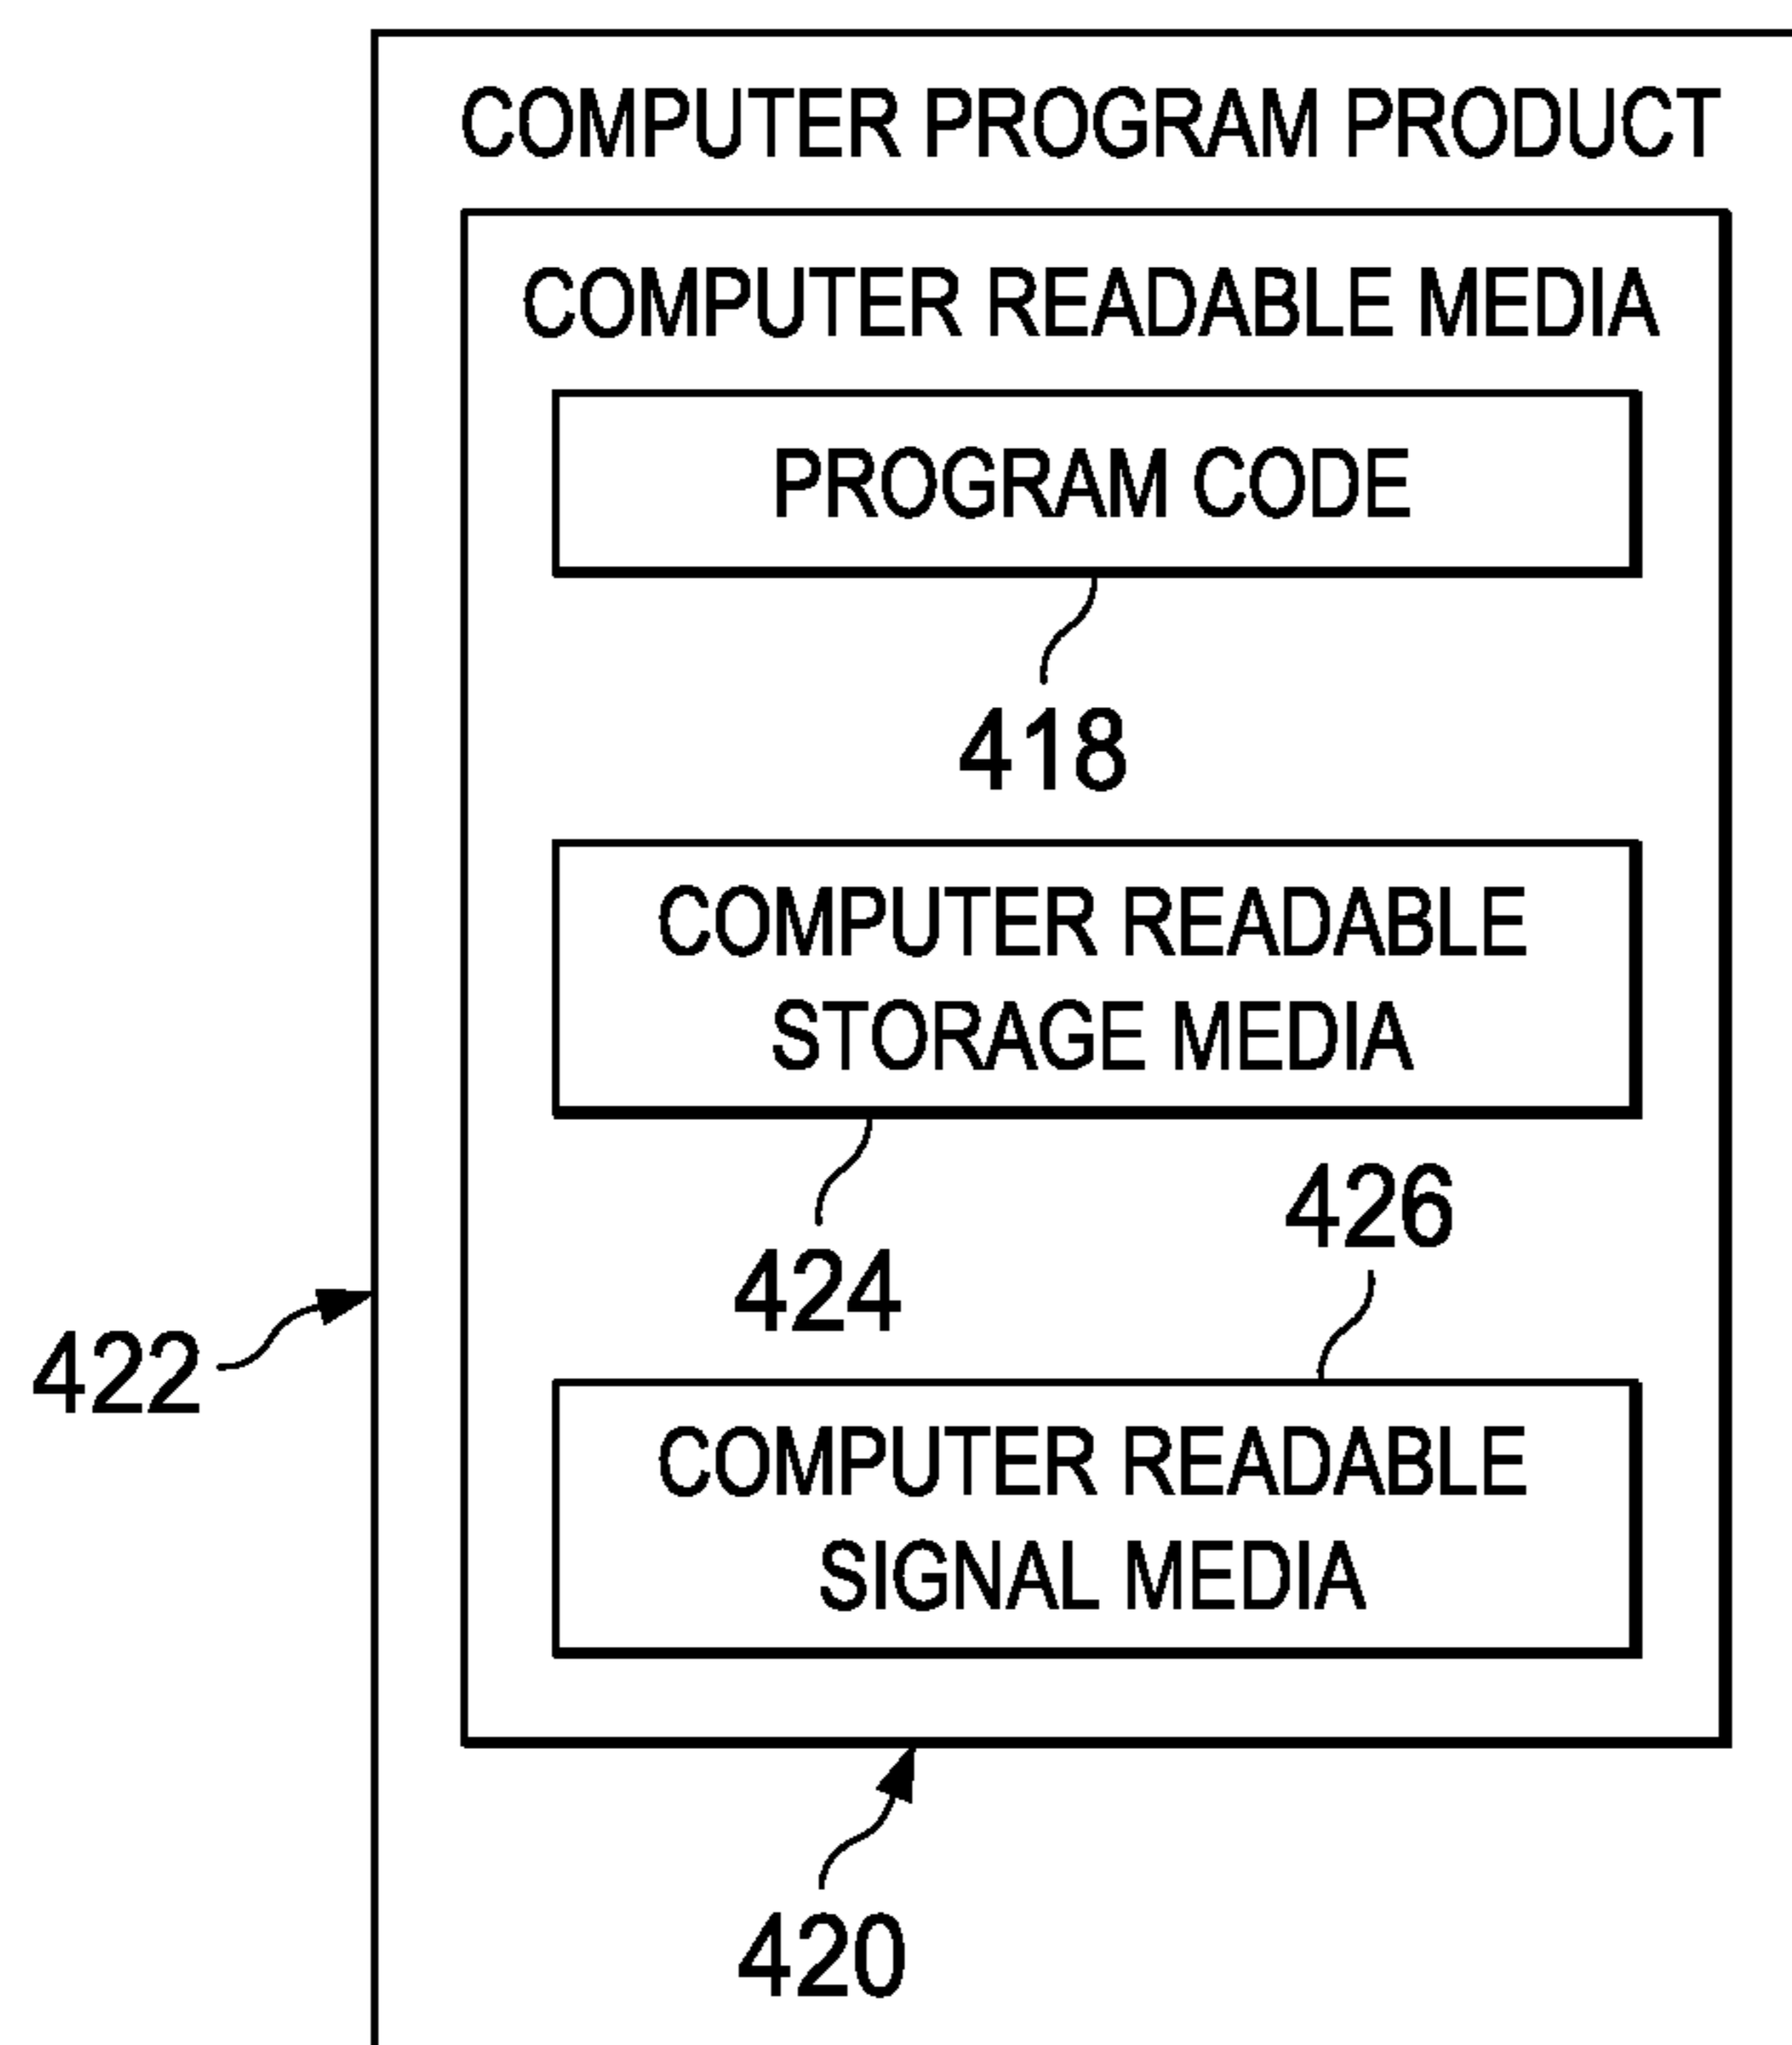 COMPUTER PROGRAM PRODUCT
COMPUTER READABLE MEDIA
PROGRAM CODE
418
COMPUTER READABLE
STORAGE MEDIA
424
426
422
COMPUTER READABLE
SIGNAL MEDIA
420